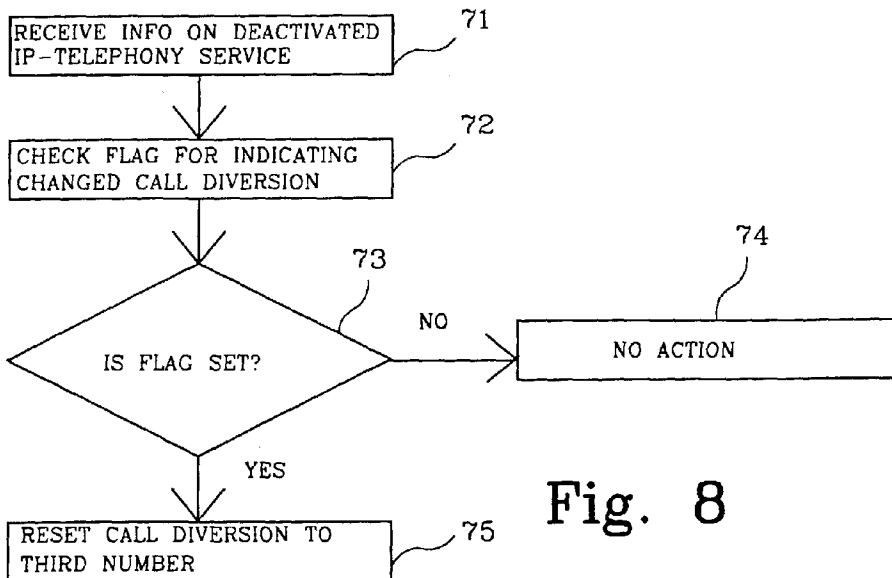 RECEIVE INFO ON DEACTIVATED
IP-TELEPHONY SERVICE
71
CHECK FLAG FOR INDICATING
CHANGED CALL DIVERSION
72
IS FLAG SET?
73
NO
NO ACTION
74
YES
RESET CALL DIVERSION TO
THIRD NUMBER
75
Fig. 8